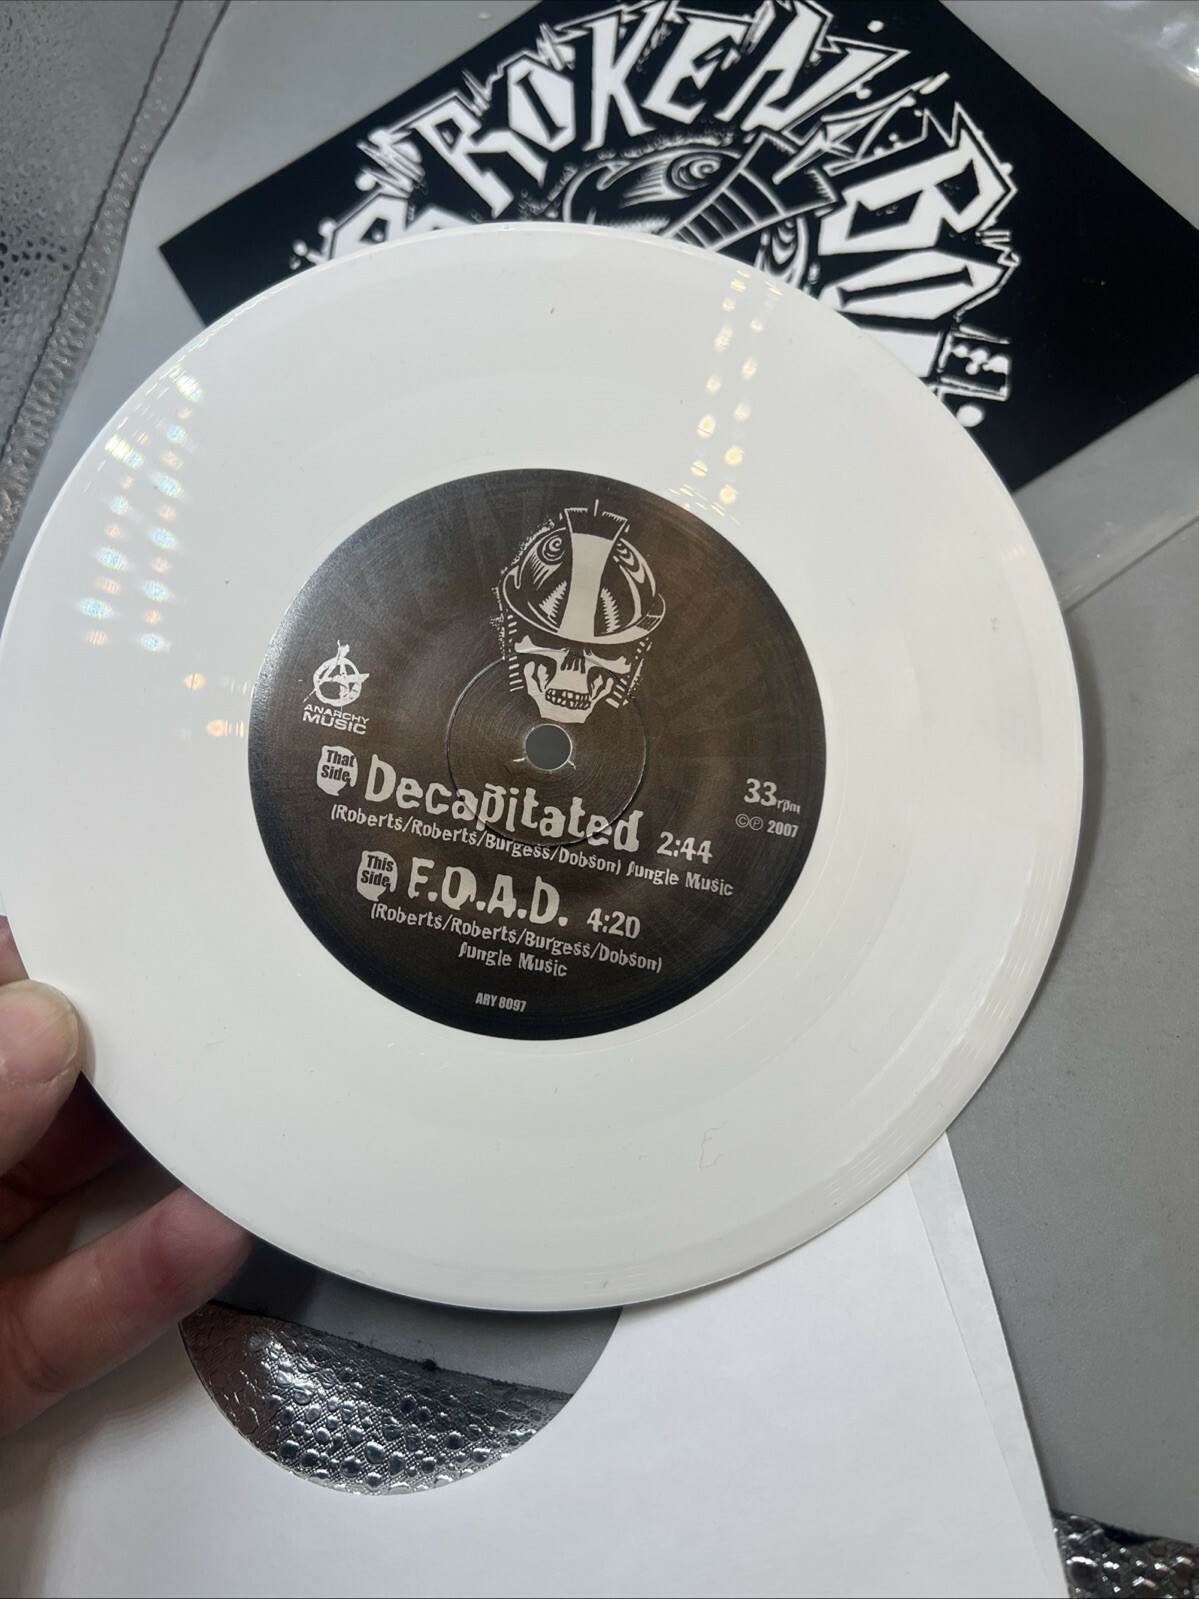 BROKEN BO
ANARCHY
MUSIC
That
Side
Decapitated 2:44
(Roberts/Roberts/Burgess/Dobson) Jungle Music
33rpm
©℗ 2007
This
Side
F.O.A.D. 4:20
(Roberts/Roberts/Burgess/Dobson)
Jungle Music
ARY 8097